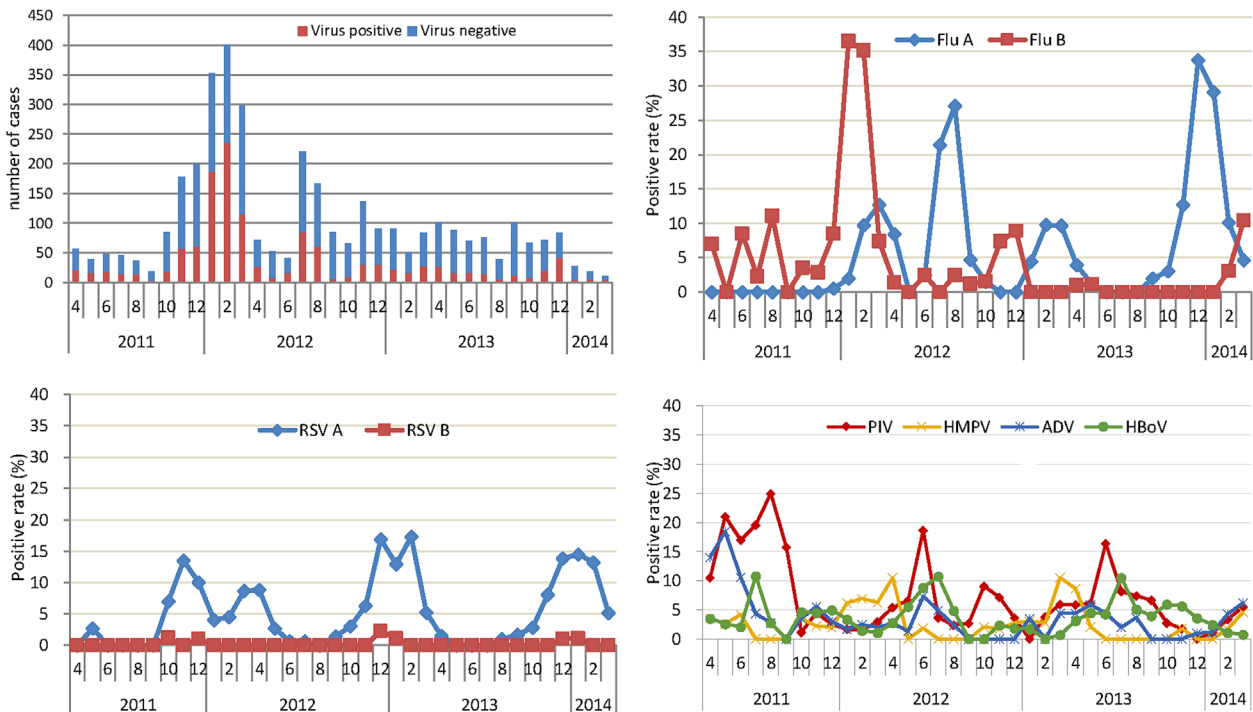 450
400
350
300
250
200
150
100
50
0
number of cases
Virus positive Virus negative
4 6 8 10 12 2 4 6 8 10 12 2 4 6 8 10 12 2
2011 2012 2013 2014
40
35
30
25
20
15
10
5
0
Positive rate (%)
Flu A Flu B
4 6 8 10 12 2 4 6 8 10 12 2 4 6 8 10 12 2
2011 2012 2013 2014
40
35
30
25
20
15
10
5
0
Positive rate (%)
RSV A RSV B
4 6 8 10 12 2 4 6 8 10 12 2 4 6 8 10 12 2
2011 2012 2013 2014
40
35
30
25
20
15
10
5
0
Positive rate (%)
PIV HMPV ADV HBoV
4 6 8 10 12 2 4 6 8 10 12 2 4 6 8 10 12 2
2011 2012 2013 2014